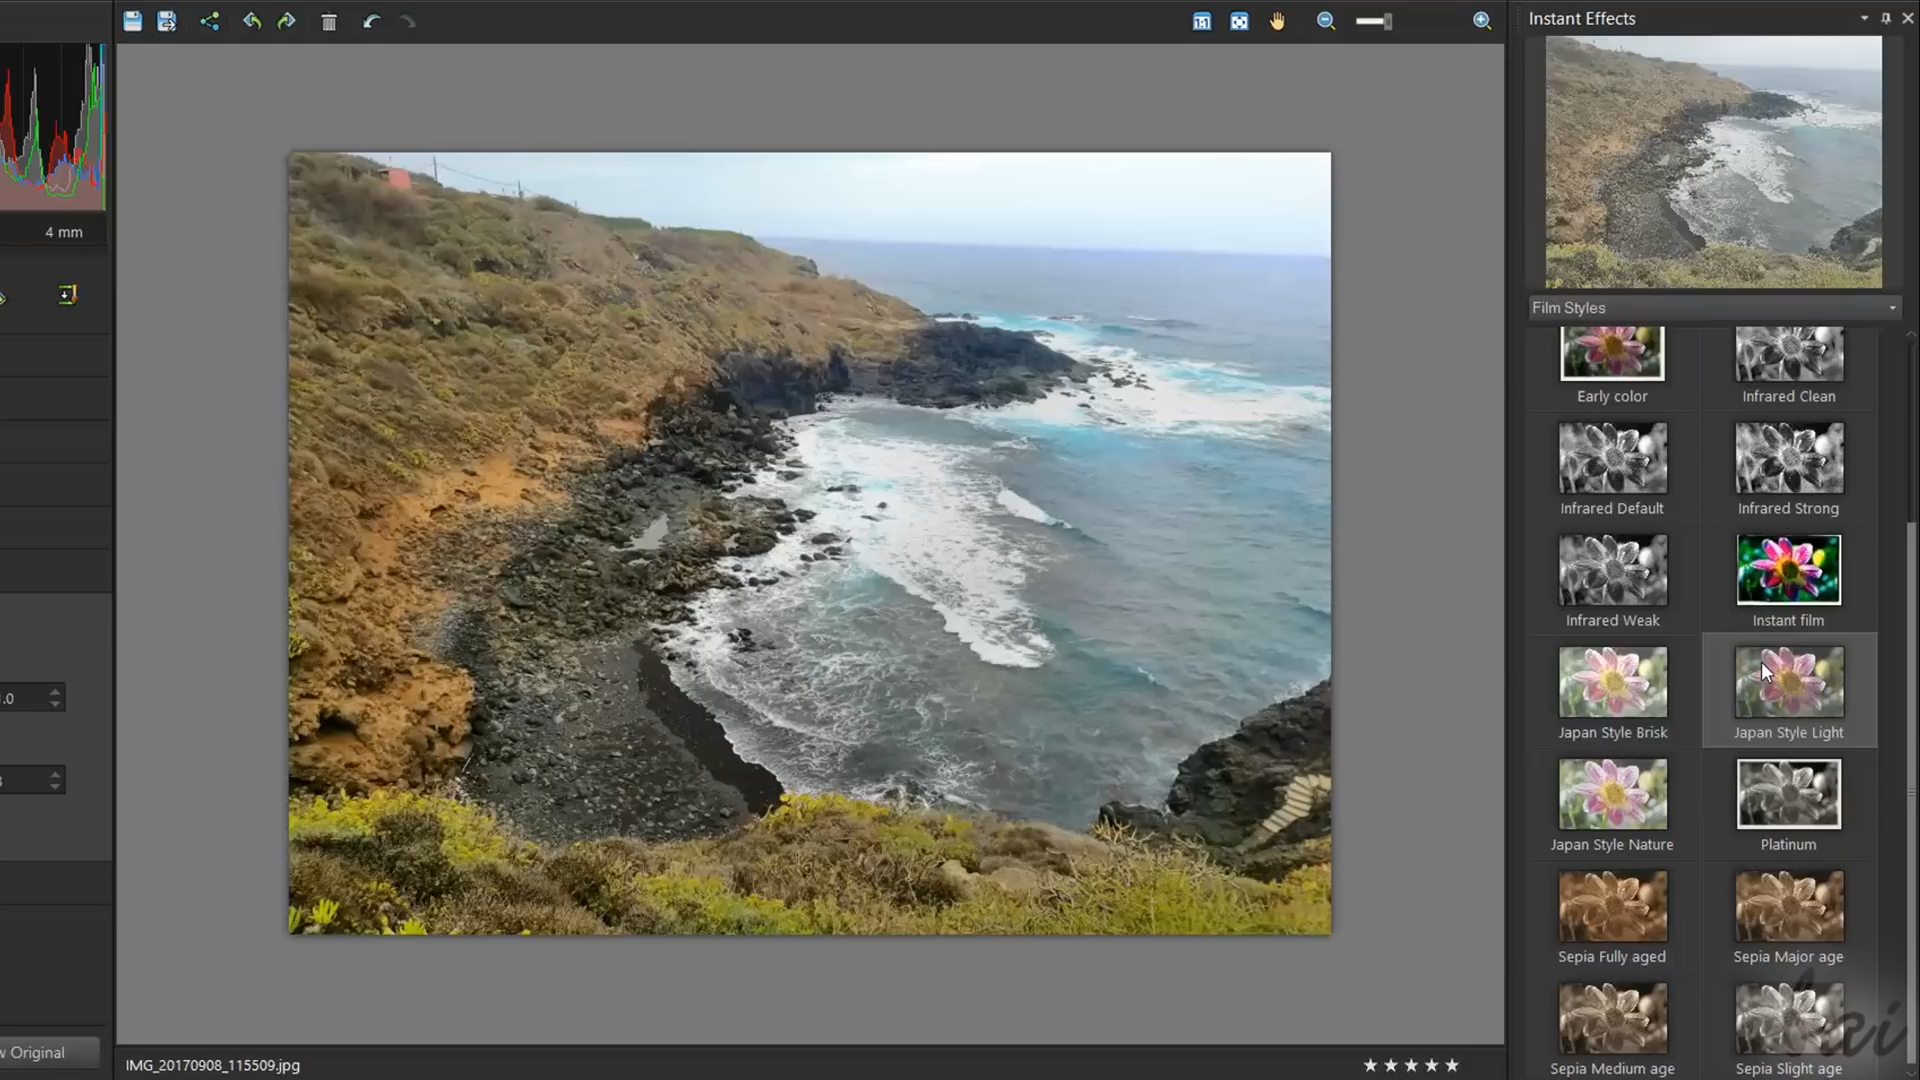 Instant Effects
4 mm
Film Styles
Early color
Infrared Clean
Infrared Default
Infrared Strong
Infrared Weak
Instant film
Japan Style Brisk
Japan Style Light
Japan Style Nature
Platinum
Sepia Fully aged
Sepia Major age
Sepia Medium age
Sepia Slight age
.0
Original
IMG_20170908_115509.jpg